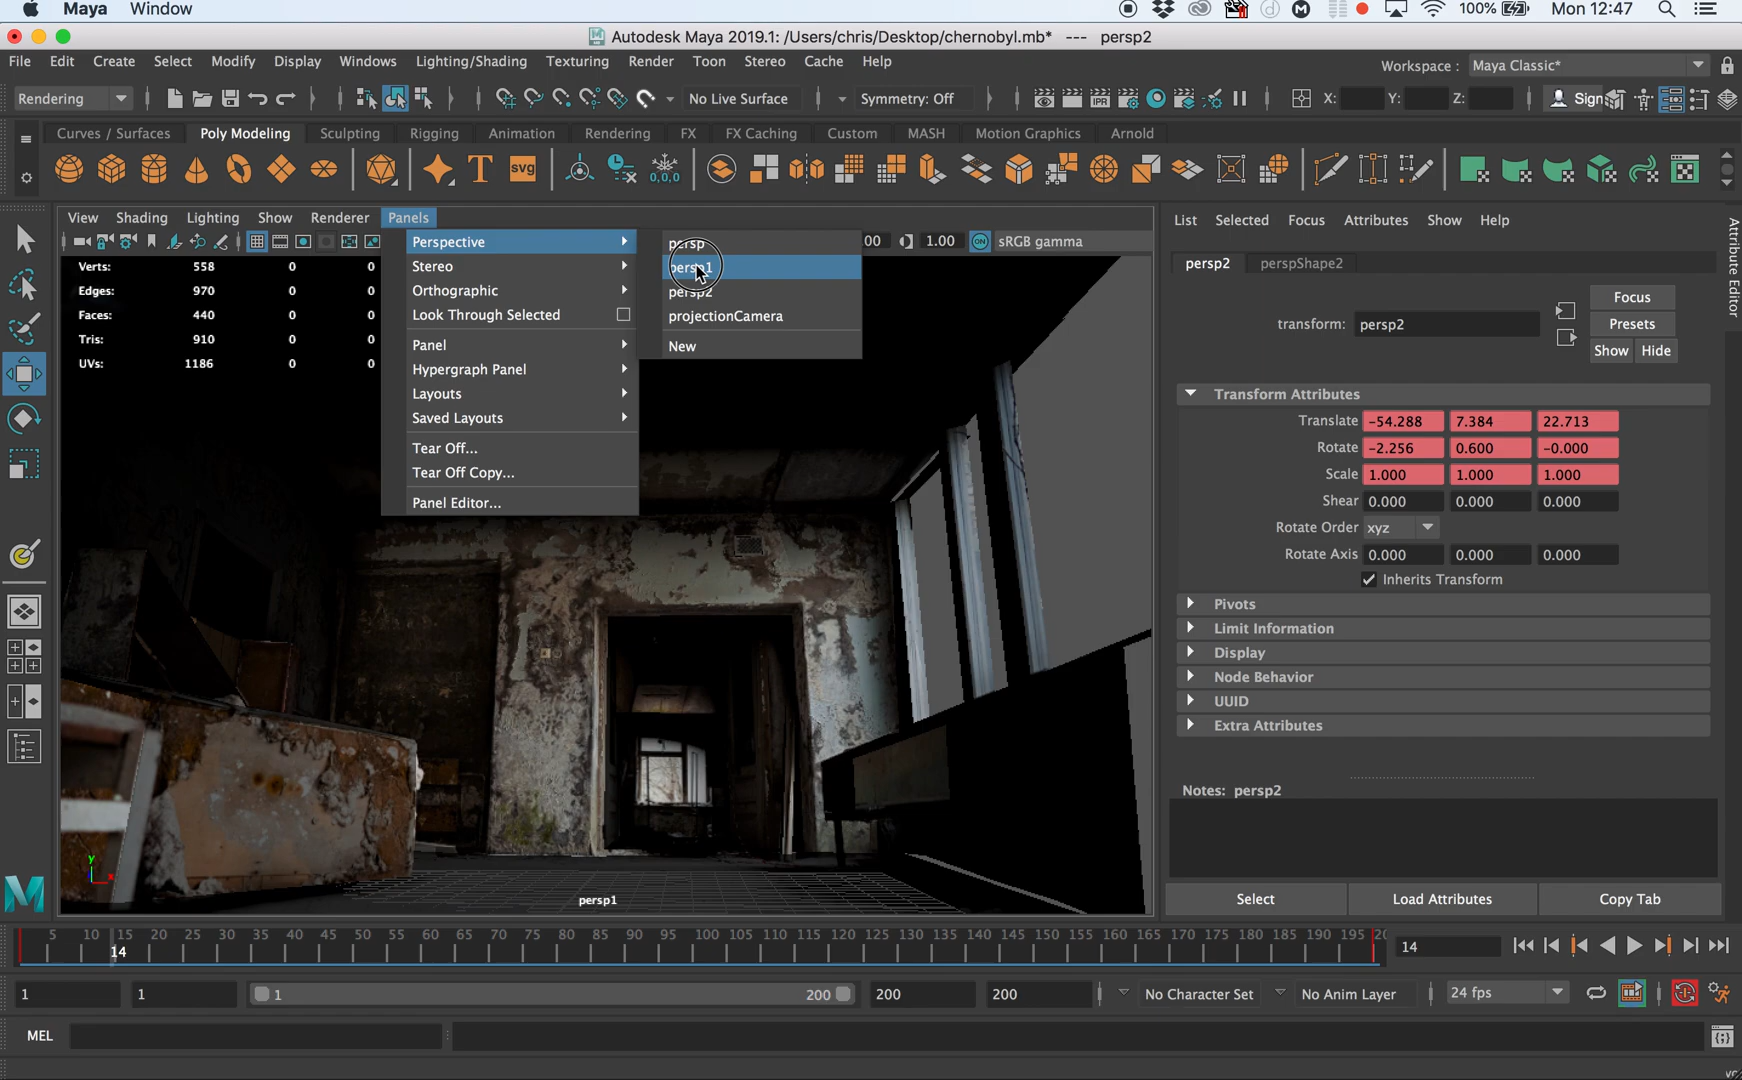 Maya Window 100% Mon 12:47
Autodesk Maya 2019.1: /Users/chris/Desktop/chernobyl.mb* --- persp2
File Edit Create Select Modify Display Windows Lighting/Shading Texturing Render Toon Stereo Cache Help Workspace : Maya Classic*
Rendering No Live Surface Symmetry: Off X: Y: Z: Sign
Curves / Surfaces Poly Modeling Sculpting Rigging Animation Rendering FX FX Caching Custom MASH Motion Graphics Arnold
View Shading Lighting Show Renderer Panels
List Selected Focus Attributes Show Help
00 1.00 ON sRGB gamma
Verts: 558 0 0
Edges: 970 0 0
Faces: 440 0 0
Tris: 910 0 0
UVs: 1186 0 0
Perspective
Stereo
Orthographic
Look Through Selected
Panel
Hypergraph Panel
Layouts
Saved Layouts
Tear Off...
Tear Off Copy...
Panel Editor...
persp
persp1
persp2
projectionCamera
New
persp1
persp2 perspShape2
Focus
transform: persp2 Presets
Show Hide
Transform Attributes
Translate -54.288 7.384 22.713
Rotate -2.256 0.600 -0.000
Scale 1.000 1.000 1.000
Shear 0.000 0.000 0.000
Rotate Order xyz
Rotate Axis 0.000 0.000 0.000
Inherits Transform
Pivots
Limit Information
Display
Node Behavior
UUID
Extra Attributes
Notes: persp2
Select Load Attributes Copy Tab
Attribute Editor
5 10 15 20 25 30 35 40 45 50 55 60 65 70 75 80 85 90 95 100 105 110 115 120 125 130 135 140 145 150 155 160 165 170 175 180 185 190 195 20
14 14
1 1 1 200 200 200 No Character Set No Anim Layer 24 fps
MEL